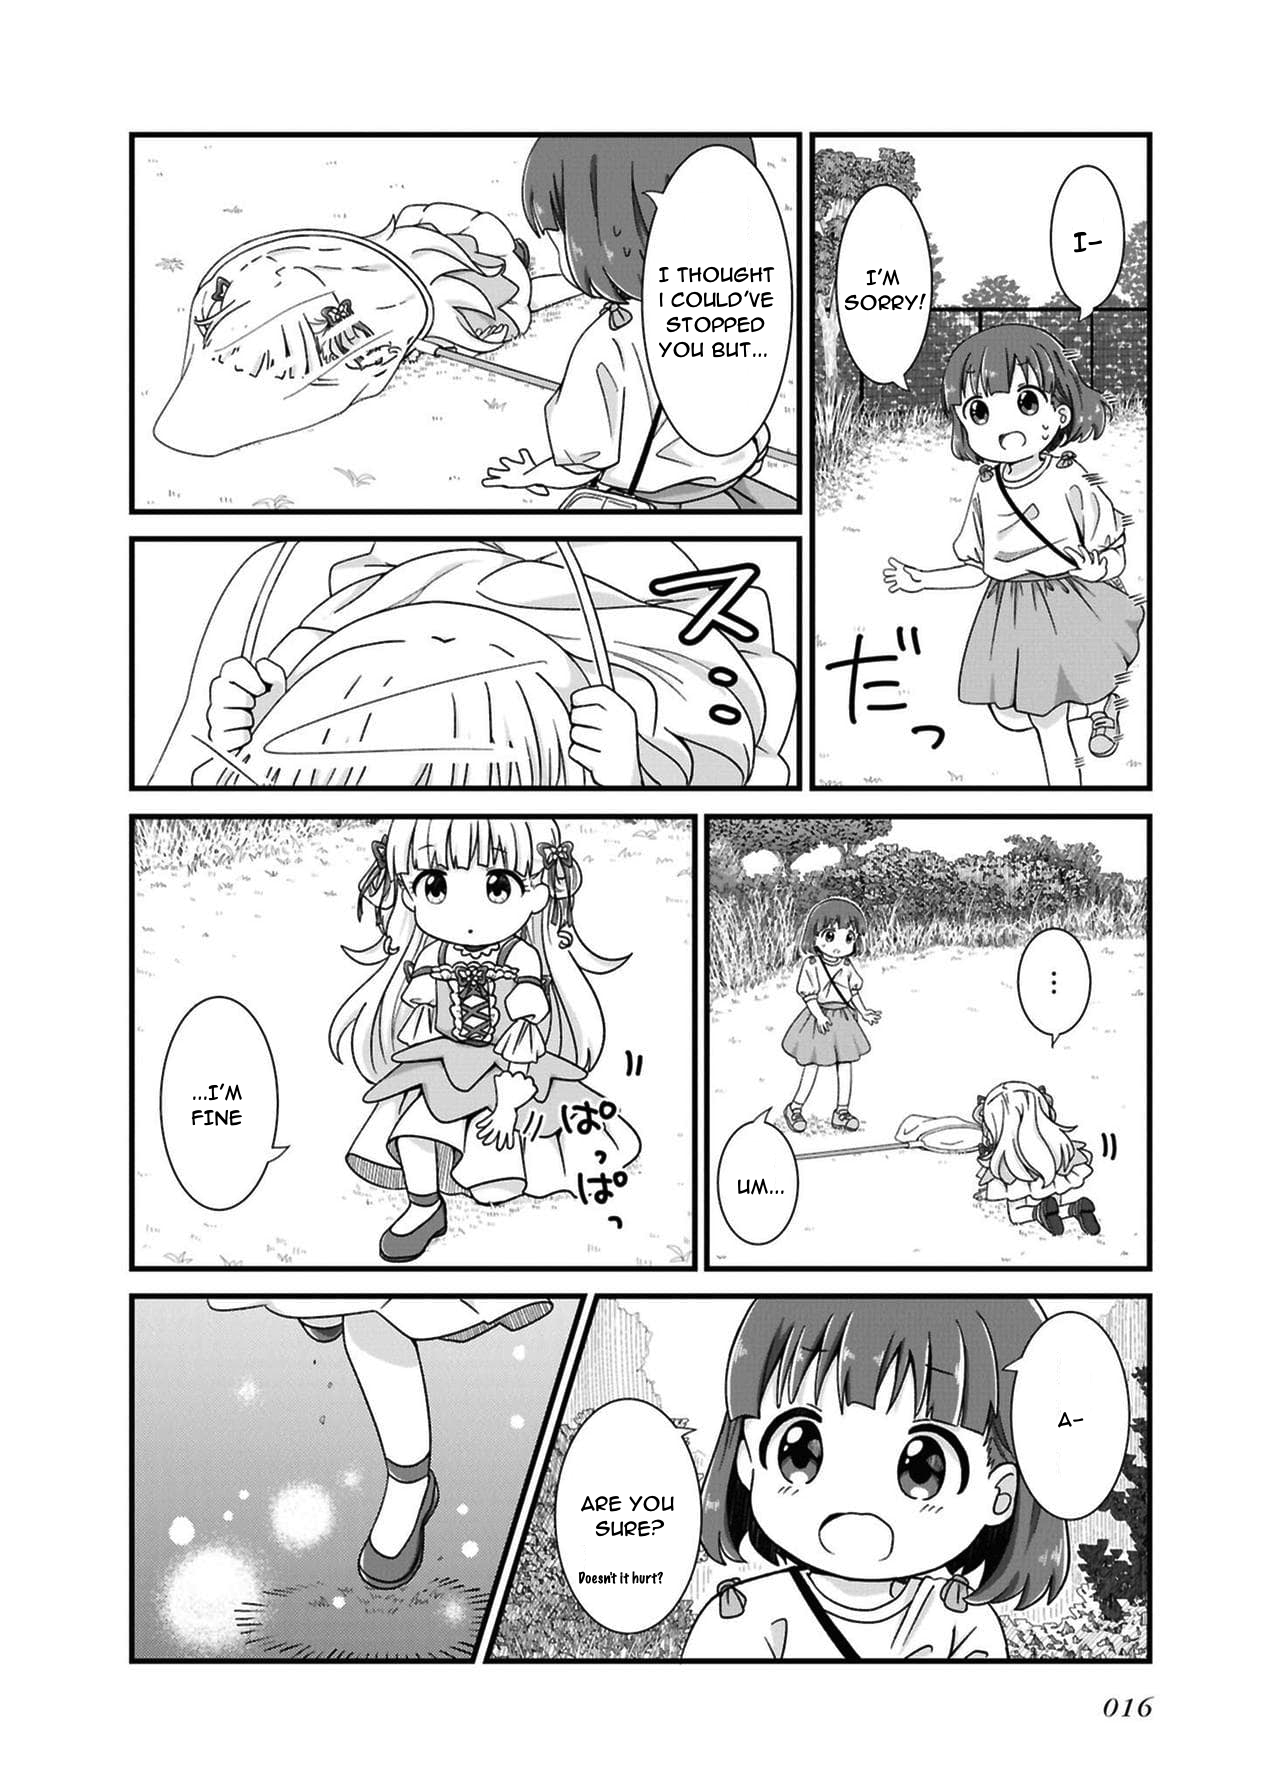 I-
I'M
SORRY!
だっ
I THOUGHT
I COULD'VE
STOPPED
YOU BUT...
ス...
...
UM...
...I'M
FINE
ぱっ
ぱっ
A-
ARE YOU
SURE?
Doesn't it hurt?
016